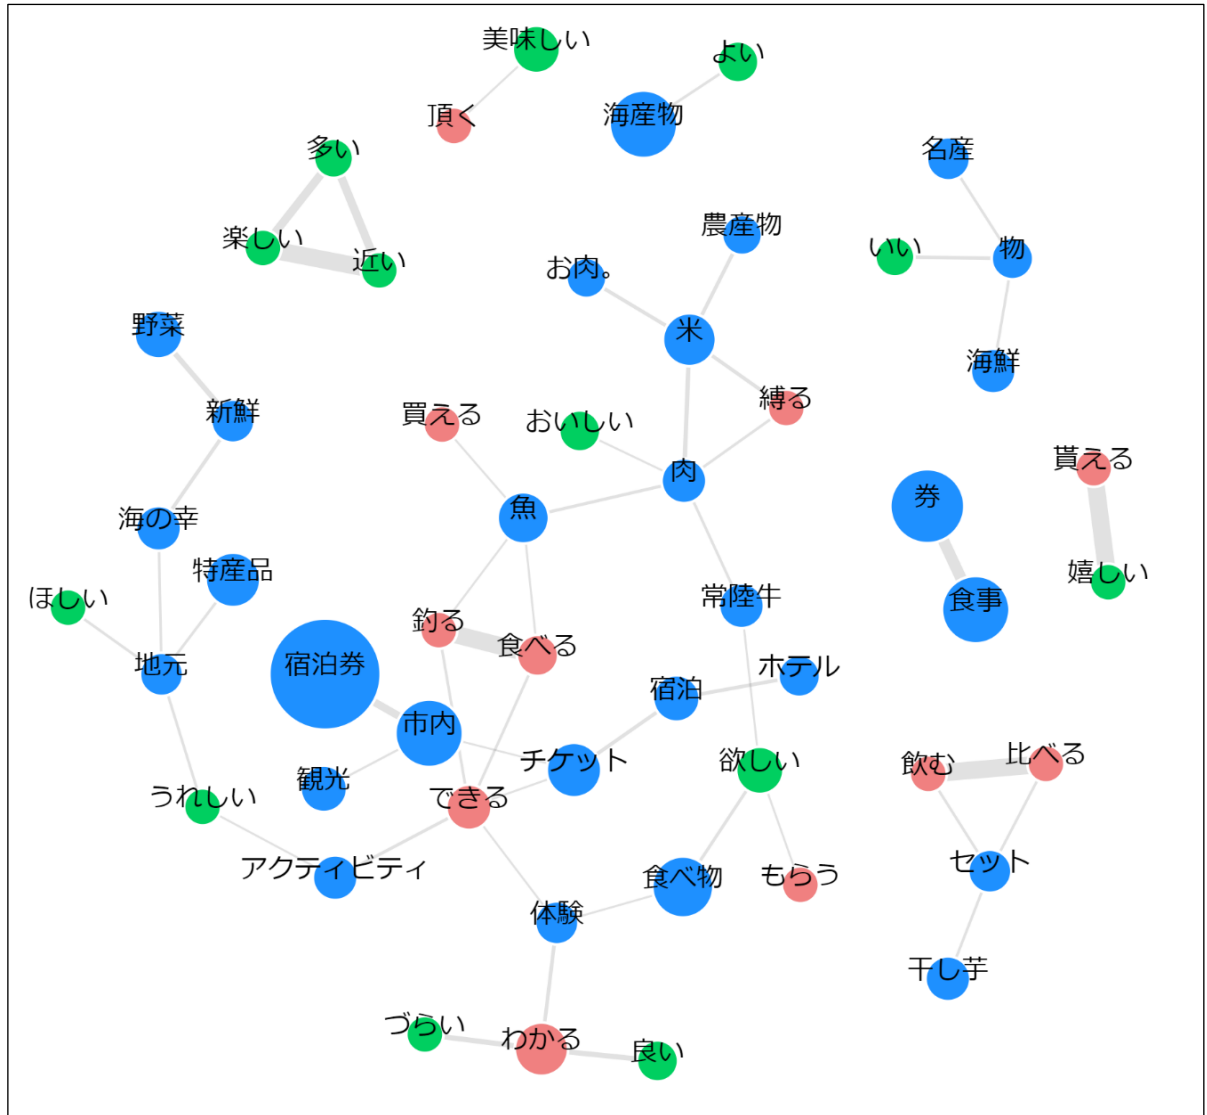 美味しい
よい
海産物
頂く
多い
名産
楽しい
近い
農産物
いい
物
お肉。
野菜
米
海鮮
新鮮
買える
おいしい
縛る
貰える
肉
券
魚
海の幸
特産品
嬉しい
ほしい
常陸牛
食事
釣る
食べる
地元
宿泊券
宿泊
ホテル
市内
チケット
欲しい
飲む
比べる
観光
うれしい
できる
アクティビティ
食べ物
もらう
セット
体験
干し芋
づらい
わかる
良い